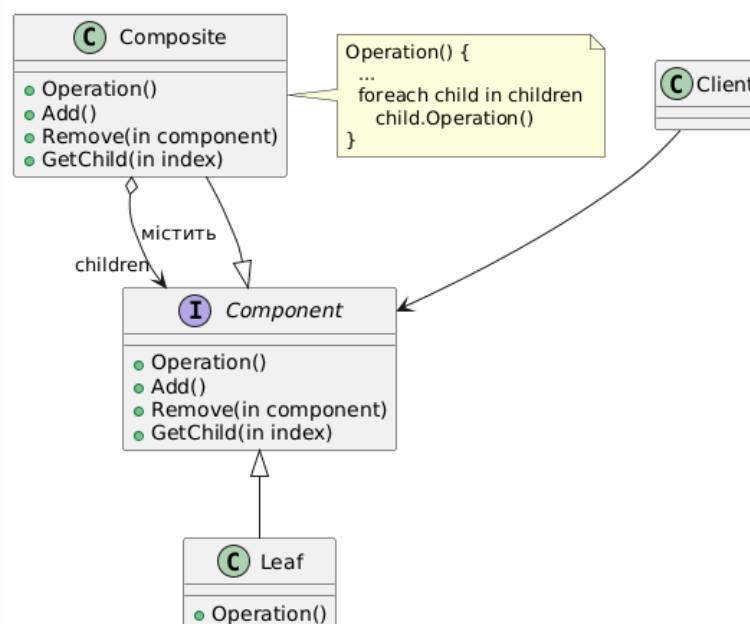 C Composite
Operation()
Add()
Remove(in component)
GetChild(in index)
Operation() {
...
foreach child in children
child.Operation()
}
C Client
містить
children
I Component
Operation()
Add()
Remove(in component)
GetChild(in index)
C Leaf
Operation()